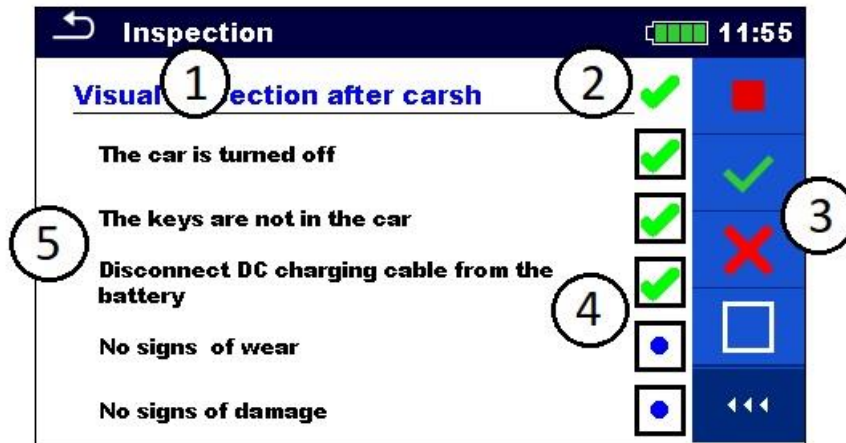 Inspection 11:55
1 2
Visual ection after carsh
The car is turned off
3
The keys are not in the car
5
Disconnect DC charging cable from the
battery
4
No signs of wear
No signs of damage